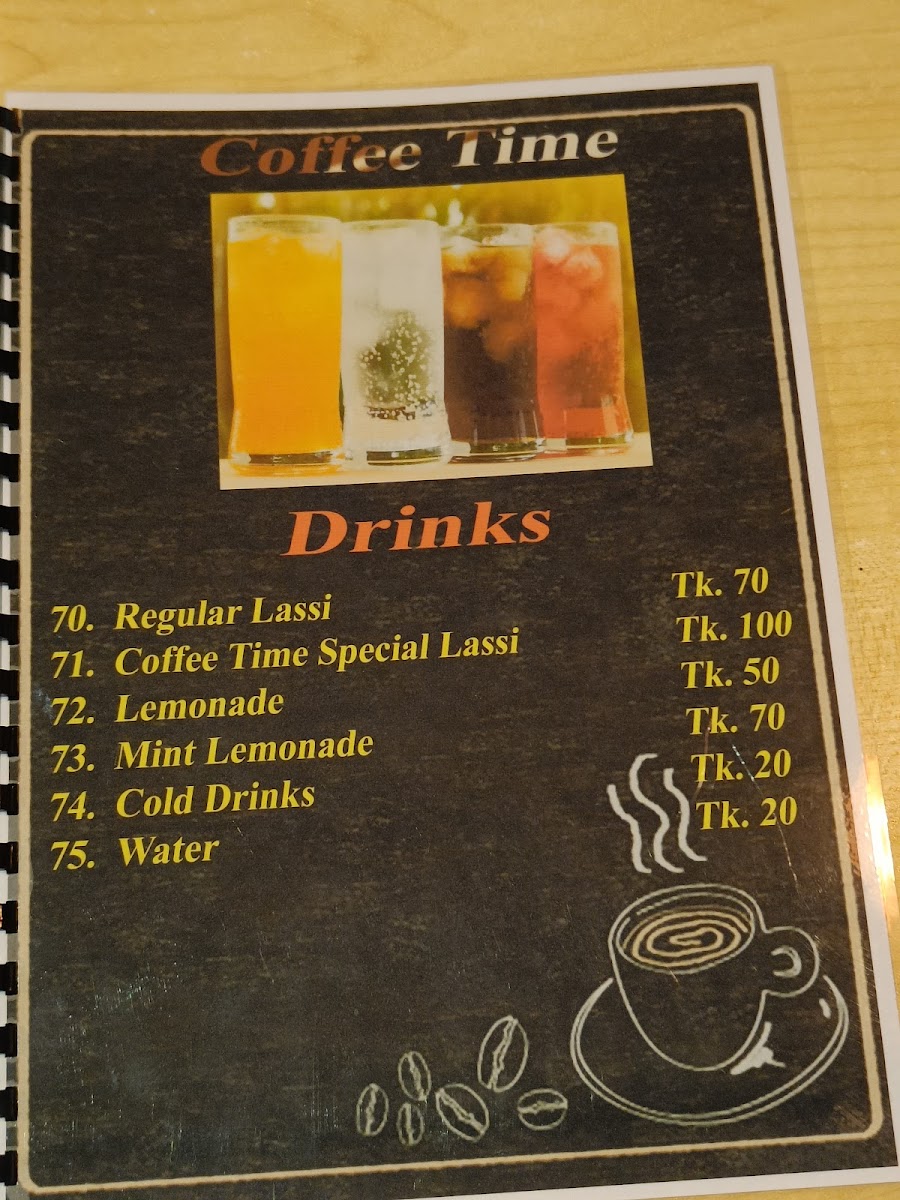 Coffee Time
Drinks
70. Regular Lassi Tk. 70
71. Coffee Time Special Lassi Tk. 100
72. Lemonade Tk. 50
73. Mint Lemonade Tk. 70
74. Cold Drinks Tk. 20
75. Water Tk. 20